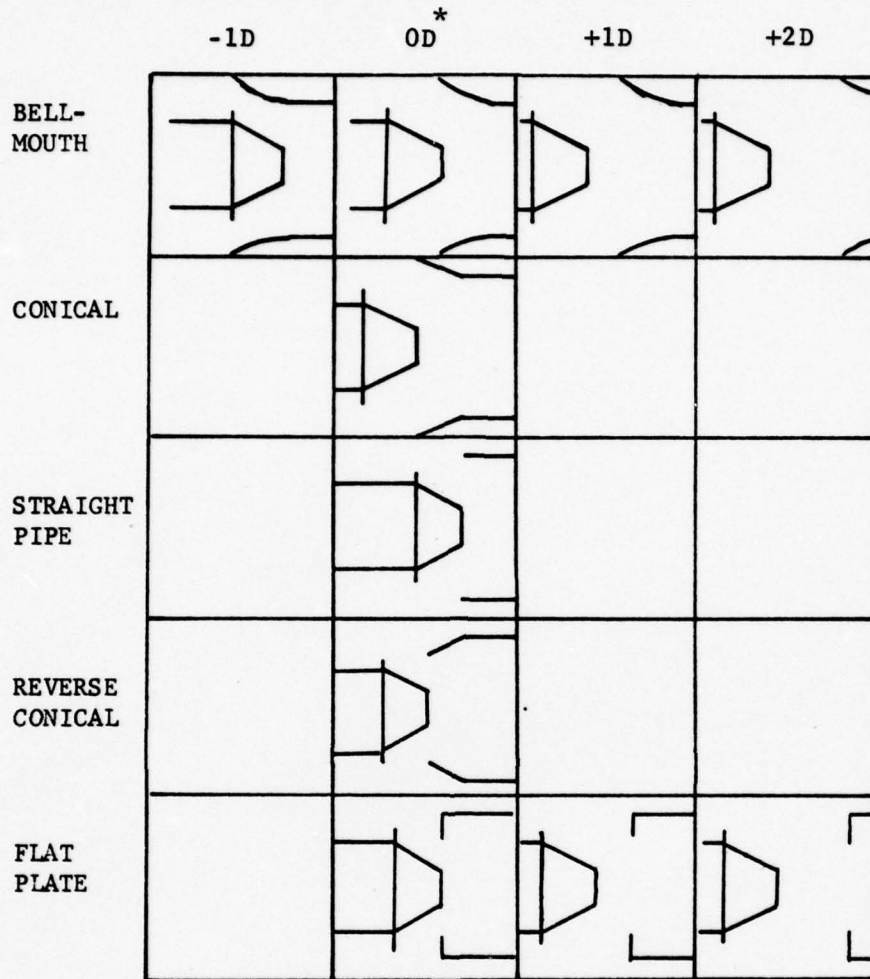 -1D 0D* +1D +2D
BELL-
MOUTH
CONICAL
STRAIGHT
PIPE
REVERSE
CONICAL
FLAT
PLATE